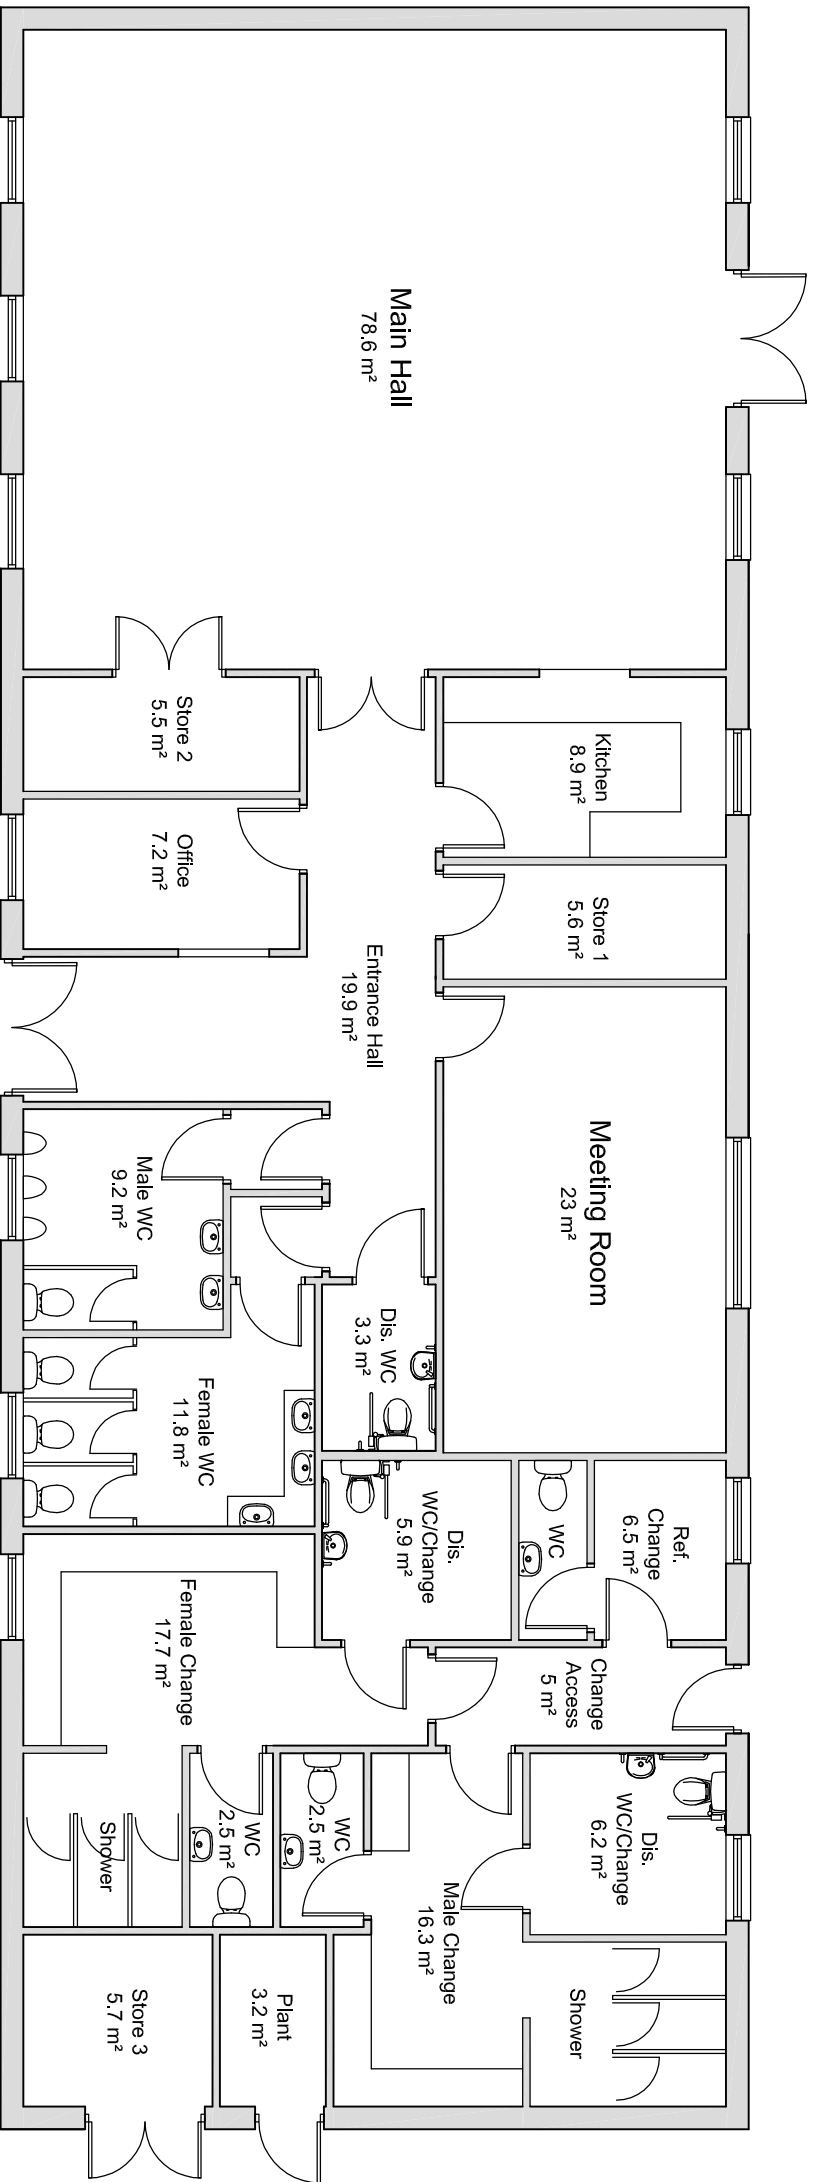 Main Hall
78.6 m²
Store 2
5.5 m²
Kitchen
8.9 m²
Office
7.2 m²
Store 1
5.6 m²
Entrance Hall
19.9 m²
Meeting Room
23 m²
Male WC
9.2 m²
Dis. WC
3.3 m²
Female WC
11.8 m²
Dis.
WC/Change
5.9 m²
WC
Ref.
Change
6.5 m²
Female Change
17.7 m²
Change
Access
5 m²
Shower
WC
2.5 m²
WC
2.5 m²
Dis.
WC/Change
6.2 m²
Male Change
16.3 m²
Shower
Store 3
5.7 m²
Plant
3.2 m²